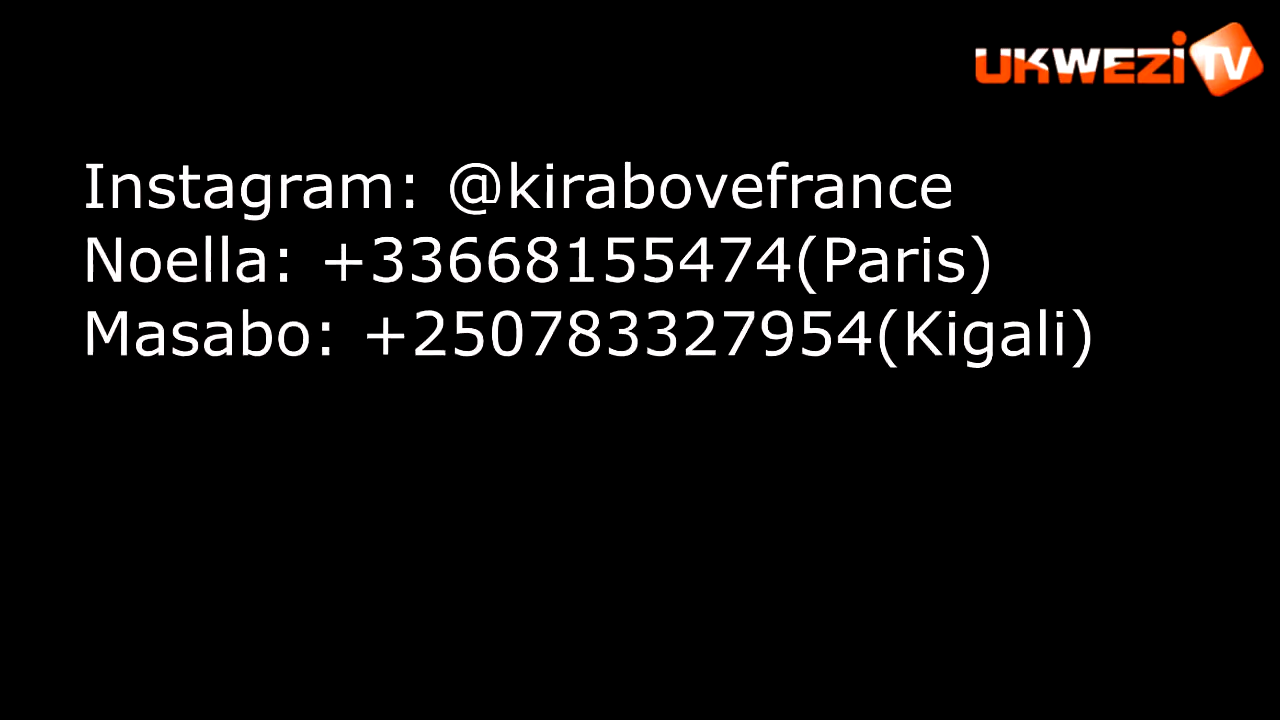 UKWEZI TV
Instagram: @kirabovefrance
Noella: +33668155474(Paris)
Masabo: +250783327954(Kigali)